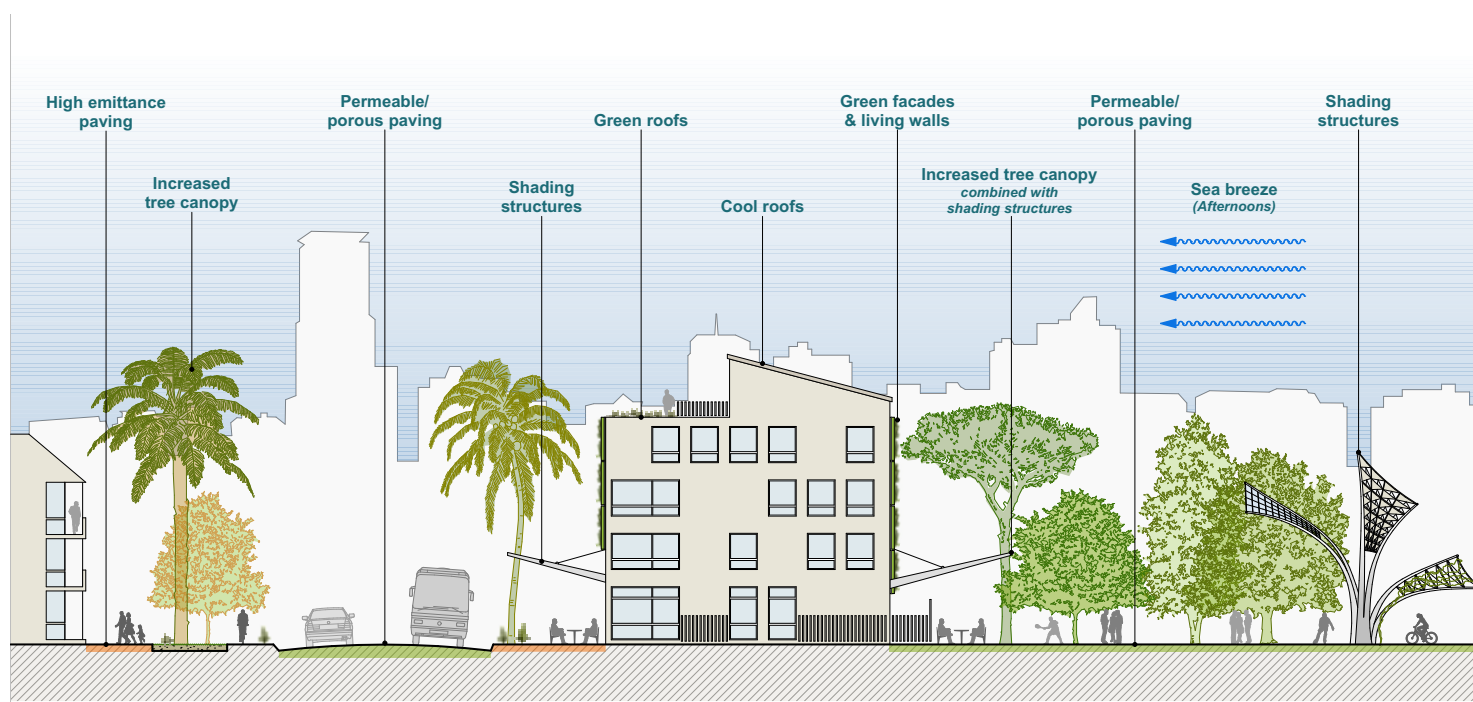 High emittance
paving
Permeable/
porous paving
Green roofs
Green facades
& living walls
Permeable/
porous paving
Shading
structures
Increased
tree canopy
Shading
structures
Cool roofs
Increased tree canopy
combined with
shading structures
Sea breeze
(Afternoons)